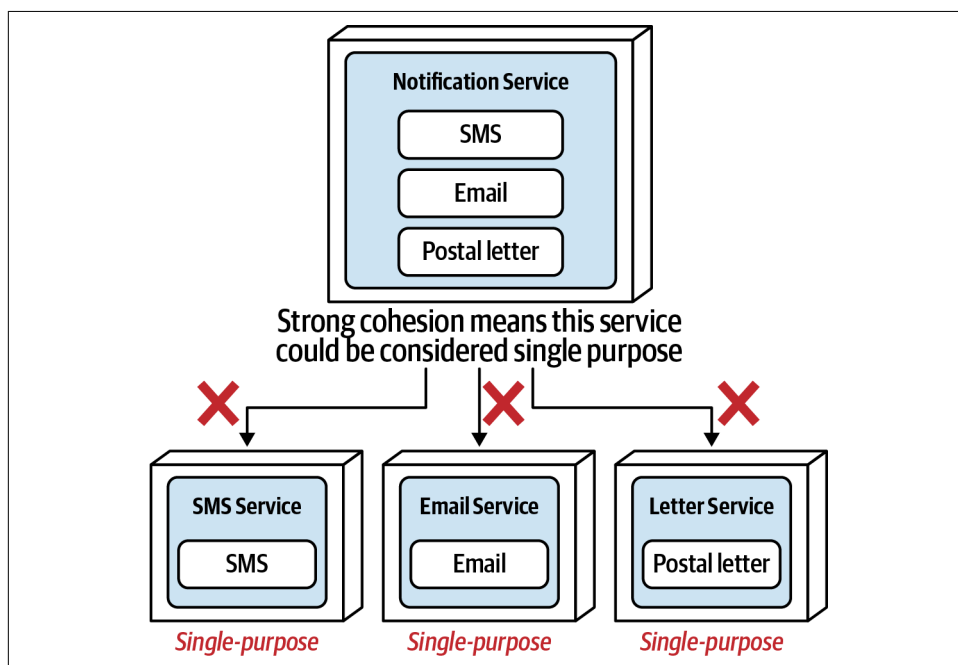 Notification Service
SMS
Email
Postal letter
Strong cohesion means this service
could be considered single purpose
SMS Service
Email Service
Letter Service
SMS
Email
Postal letter
Single-purpose
Single-purpose
Single-purpose